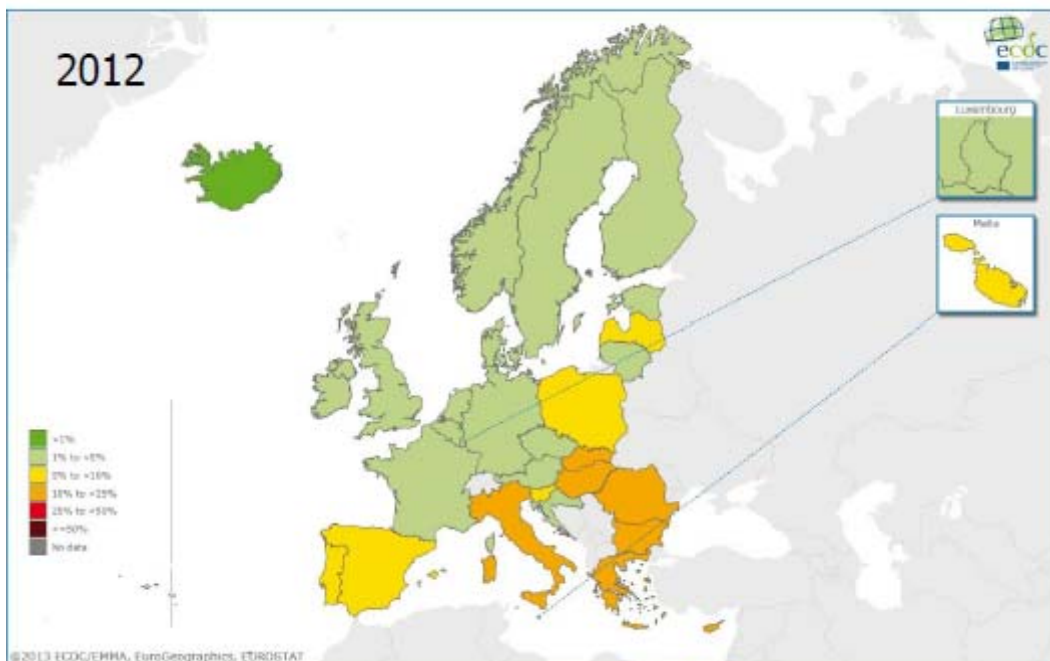 2012
ecdc
Luxembourg
Malta
<1%
1% to <5%
5% to <10%
10% to <25%
25% to <50%
>=50%
No data
©2013 ECDC/EMMA, EuroGeographics, EUROSTAT